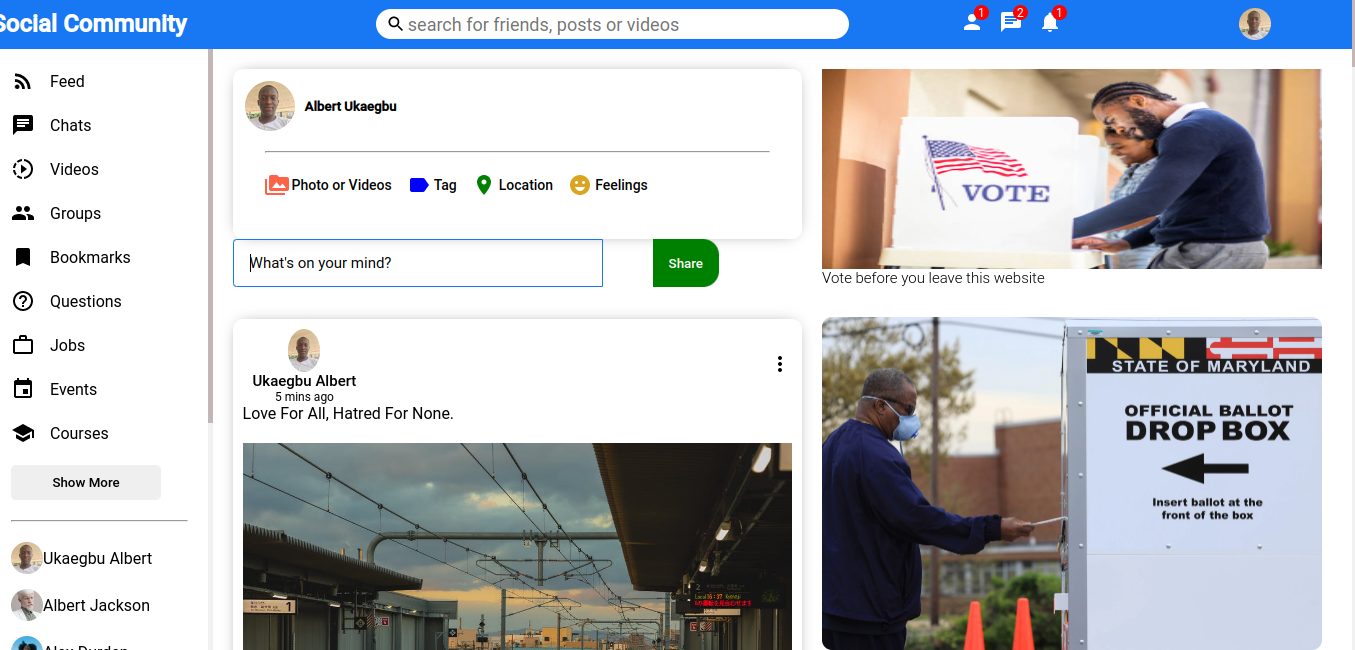 Social Community
search for friends, posts or videos
1
2
1
Feed
Chats
Videos
Groups
Bookmarks
Questions
Jobs
Events
Courses
Show More
Ukaegbu Albert
Albert Jackson
Albert Ukaegbu
Photo or Videos
Tag
Location
Feelings
What's on your mind?
Share
Ukaegbu Albert
5 mins ago
Love For All, Hatred For None.
1
VOTE
Vote before you leave this website
STATE OF MARYLAND
OFFICIAL BALLOT
DROP BOX
Insert ballot at the
front of the box